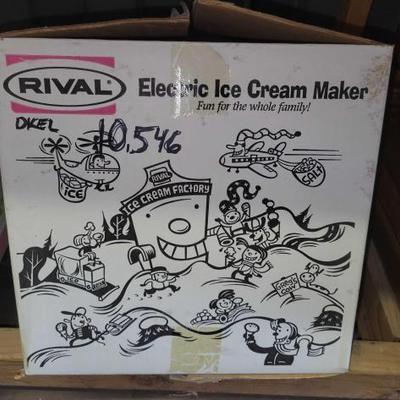 RIVAL®
Electric Ice Cream Maker
Fun for the whole family!
10,546
ICE
SALT
RIVAL
ICE CREAM FACTORY
ICE